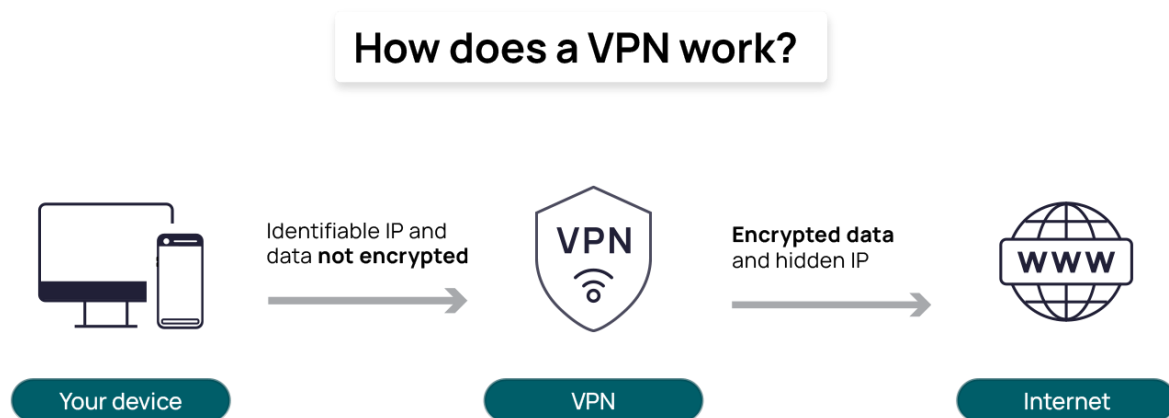 How does a VPN work?
Identifiable IP and
data not encrypted
VPN
Encrypted data
and hidden IP
WWW
Your device
VPN
Internet